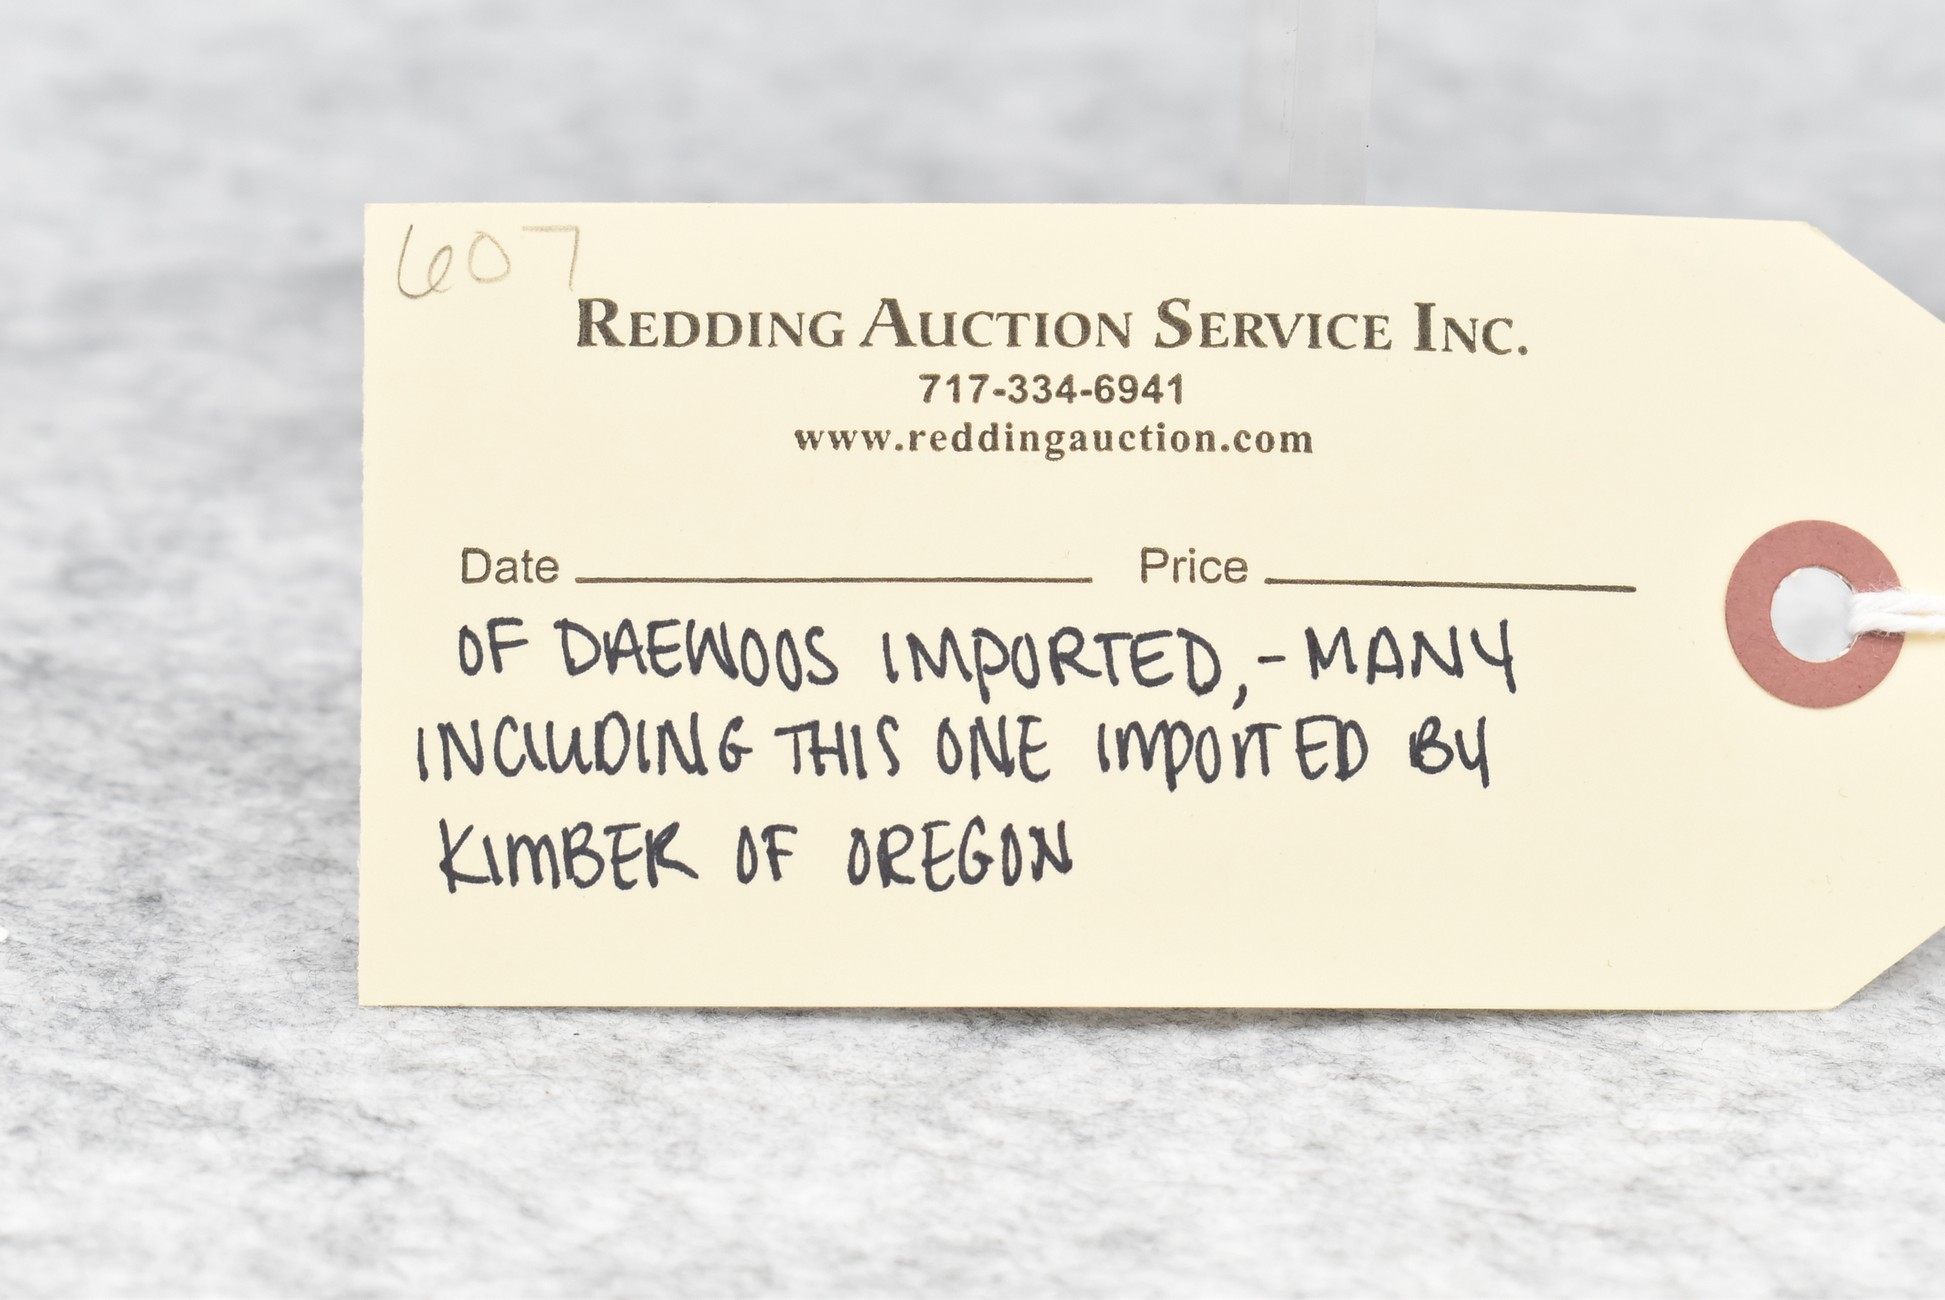 607
REDDING AUCTION SERVICE INC.
717-334-6941
www.reddingauction.com
Date Price
OF DAEWOOS IMPORTED,-MANY
INCLUDING THIS ONE IMPORTED BY
KIMBER OF OREGON